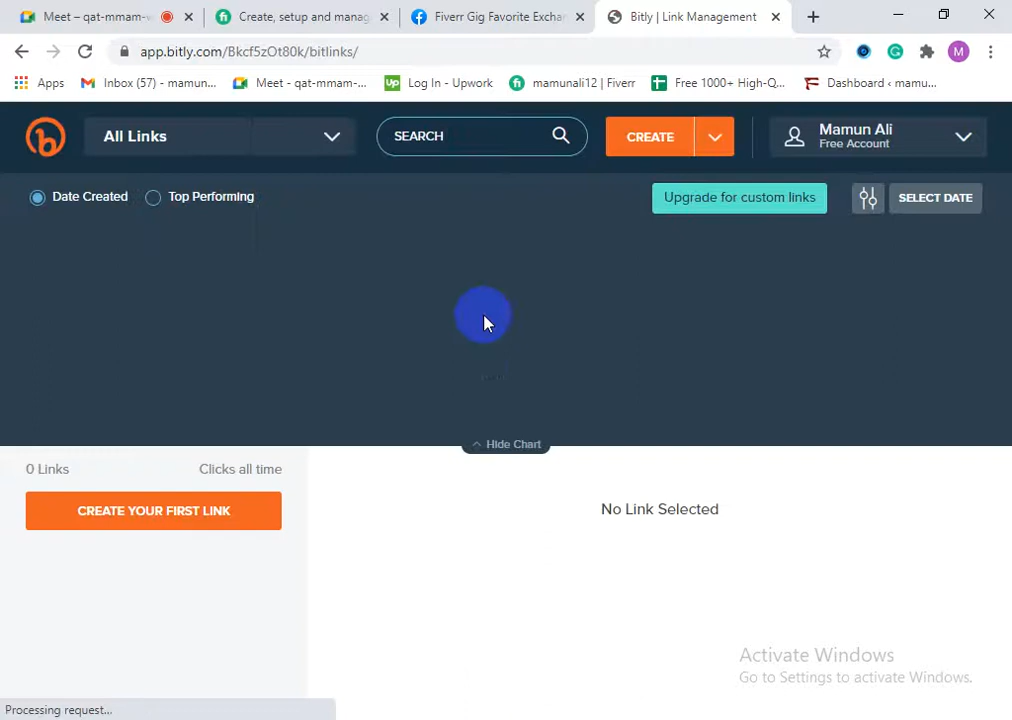 Meet – qat-mmam-v
Create, setup and manag
Fiverr Gig Favorite Exchan
Bitly | Link Management
app.bitly.com/Bkcf5zOt80k/bitlinks/
M
Apps
Inbox (57) – mamun...
Meet - qat-mmam-...
Up Log In - Upwork
fi mamunali12 | Fiverr
Free 1000+ High-Q...
Dashboard ‹ mamu...
All Links
SEARCH
CREATE
Mamun Ali
Free Account
Date Created
Top Performing
Upgrade for custom links
SELECT DATE
Hide Chart
0 Links
Clicks all time
CREATE YOUR FIRST LINK
No Link Selected
Activate Windows
Go to Settings to activate Windows.
Processing request...